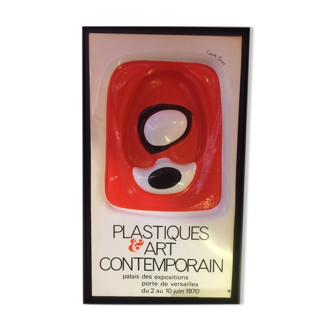 PLASTIQUES
& ART
CONTEMPORAIN
palais des expositions
porte de versailles
du 2 au 10 juin 1970